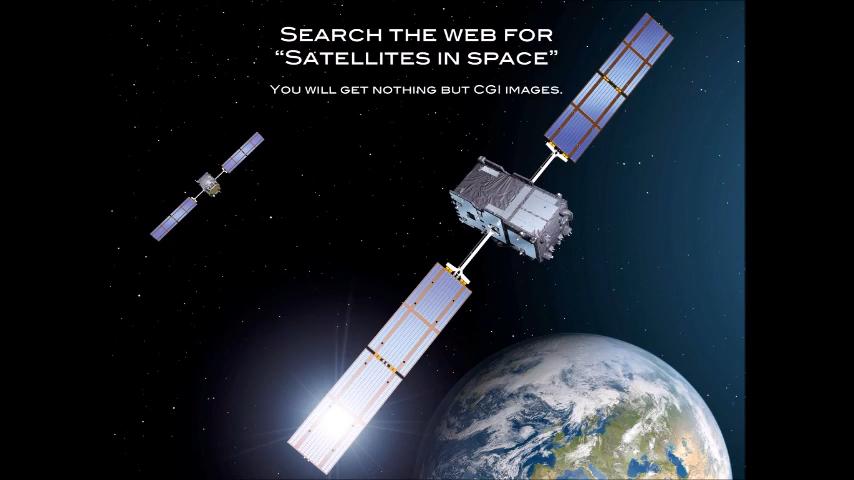 Search the web for
“Satellites in space”
You will get nothing but CGI images.